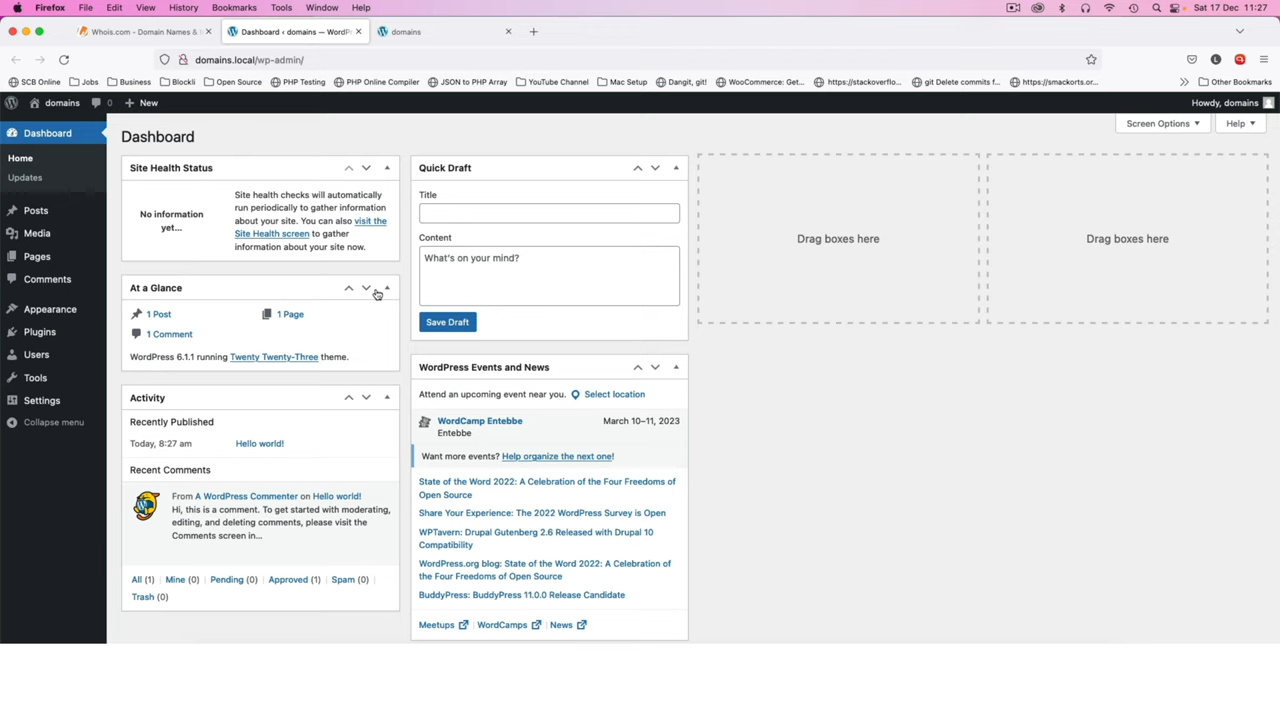 Firefox File Edit View History Bookmarks Tools Window Help Sat 17 Dec 11:27
Whois.com - Domain Names & Dashboard ‹ domains — WordPr domains
domains.local/wp-admin/
SCB Online Jobs Business Blockli Open Source PHP Testing PHP Online Compiler JSON to PHP Array YouTube Channel Mac Setup Dangit, git! WooCommerce: Get... https://stackoverflo... git Delete commits f... https://smackorts.or... Other Bookmarks
domains 0 New Howdy, domains
Screen Options Help
Dashboard
Home
Updates
Posts
Media
Pages
Comments
Appearance
Plugins
Users
Tools
Settings
Collapse menu
Dashboard
Site Health Status
No information
yet...
Site health checks will automatically
run periodically to gather information
about your site. You can also visit the
Site Health screen to gather
information about your site now.
At a Glance
1 Post 1 Page
1 Comment
WordPress 6.1.1 running Twenty Twenty-Three theme.
Activity
Recently Published
Today, 8:27 am Hello world!
Recent Comments
From A WordPress Commenter on Hello world!
Hi, this is a comment. To get started with moderating,
editing, and deleting comments, please visit the
Comments screen in...
All (1) Mine (0) Pending (0) Approved (1) Spam (0)
Trash (0)
Quick Draft
Title
Content
What's on your mind?
Save Draft
WordPress Events and News
Attend an upcoming event near you. Select location
WordCamp Entebbe March 10–11, 2023
Entebbe
Want more events? Help organize the next one!
State of the Word 2022: A Celebration of the Four Freedoms of
Open Source
Share Your Experience: The 2022 WordPress Survey is Open
WPTavern: Drupal Gutenberg 2.6 Released with Drupal 10
Compatibility
WordPress.org blog: State of the Word 2022: A Celebration of
the Four Freedoms of Open Source
BuddyPress: BuddyPress 11.0.0 Release Candidate
Meetups WordCamps News
Drag boxes here
Drag boxes here